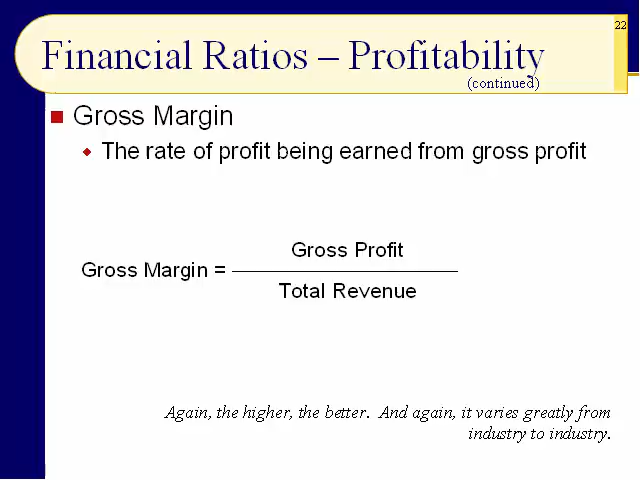 22
Financial Ratios – Profitability
(continued)
Gross Margin
The rate of profit being earned from gross profit
Gross Profit
Gross Margin =
Total Revenue
Again, the higher, the better. And again, it varies greatly from
industry to industry.